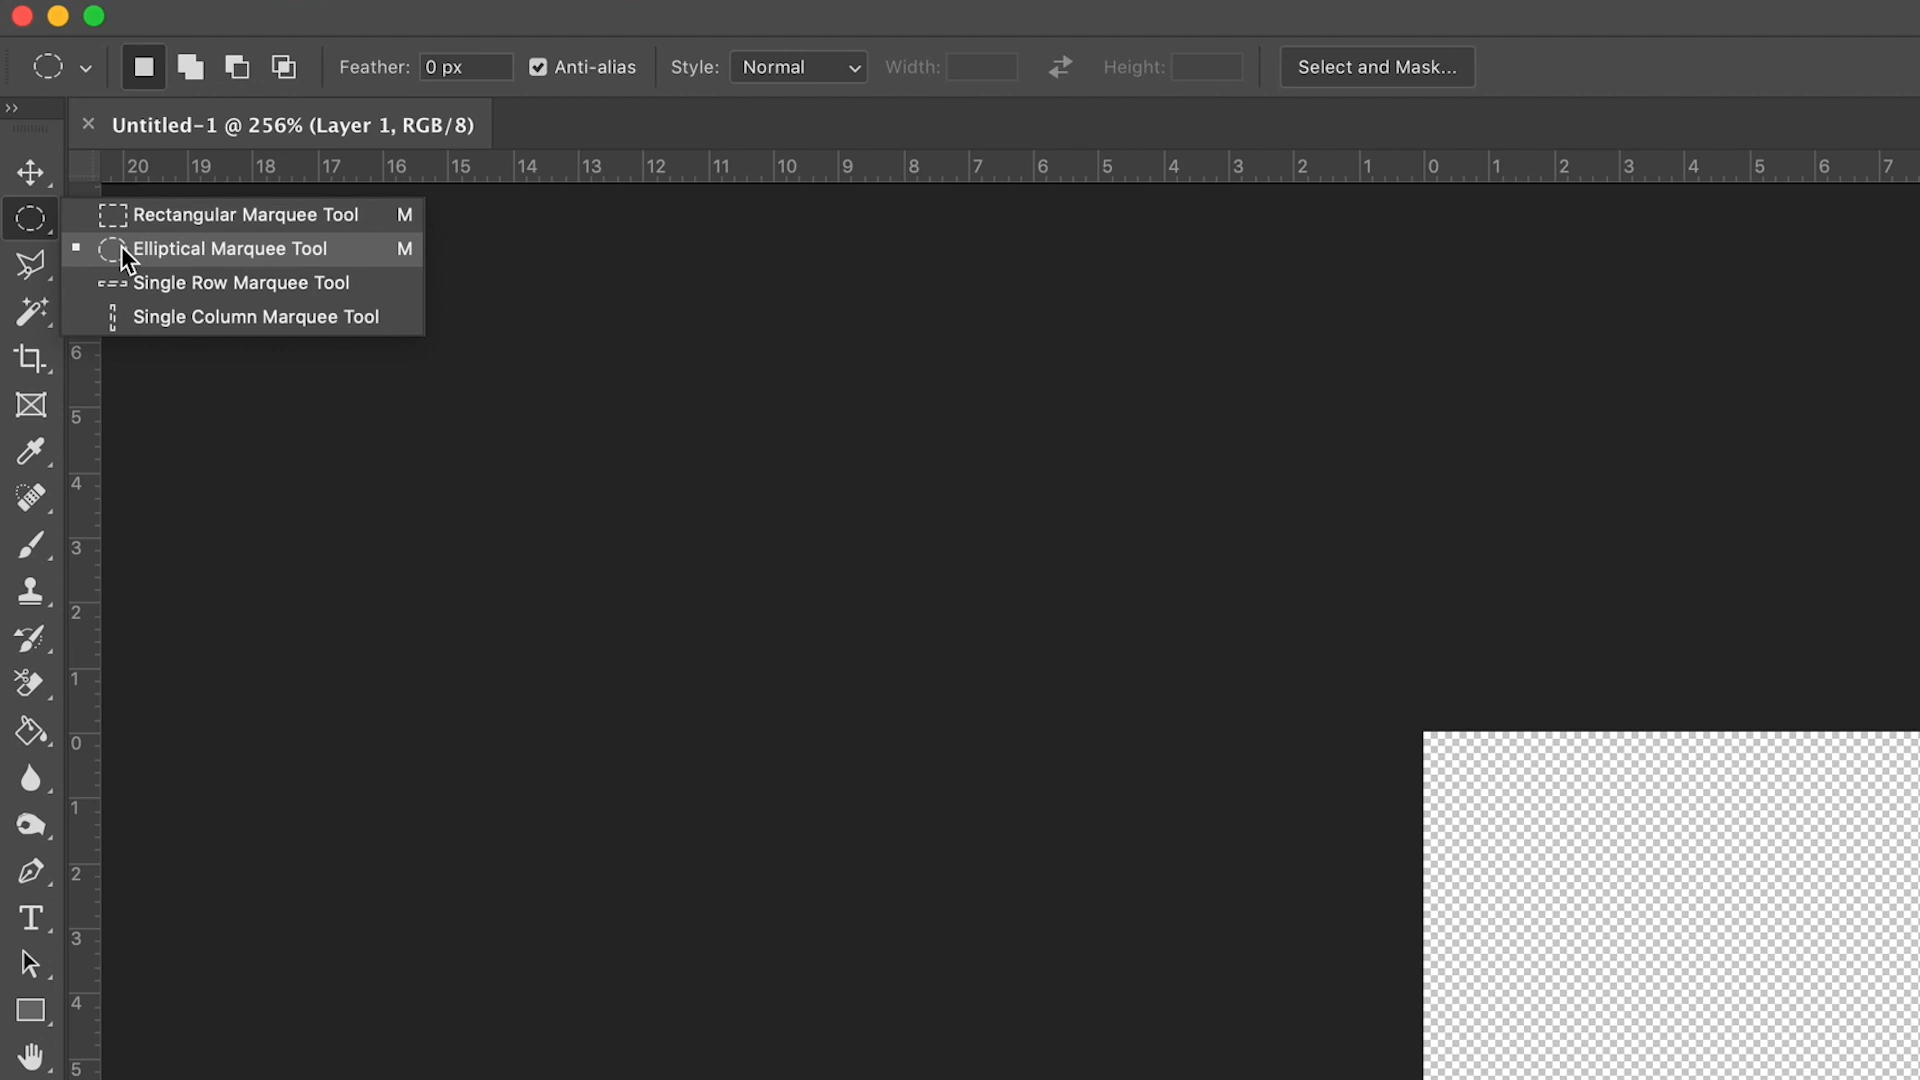 Feather: 0 px Anti-alias Style: Normal Width: Height: Select and Mask...
Untitled-1 @ 256% (Layer 1, RGB/8)
20 19 18 17 16 15 14 13 12 11 10 9 8 7 6 5 4 3 2 1 0 1 2 3 4 5 6 7
Rectangular Marquee Tool M
Elliptical Marquee Tool M
Single Row Marquee Tool
Single Column Marquee Tool
6
5
4
3
2
1
0
1
2
3
4
5